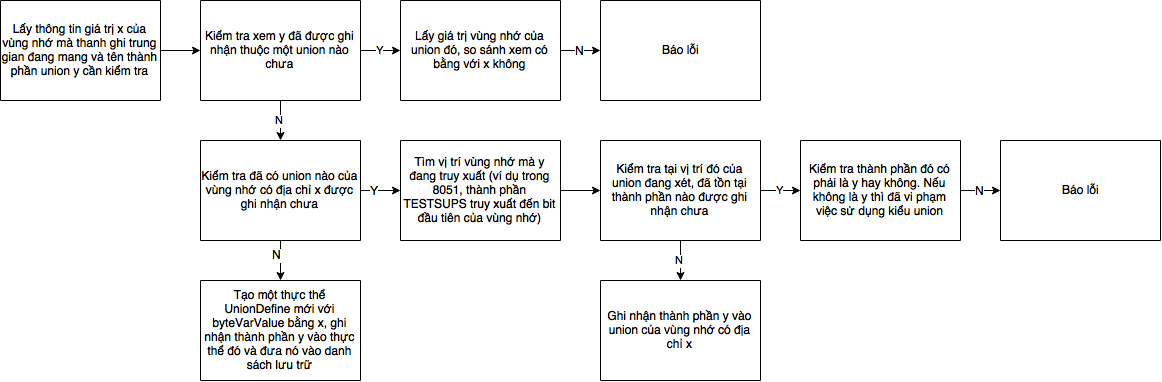 Lấy thông tin giá trị x của
vùng nhớ mà thanh ghi trung
gian đang mang và tên thành
phần union y cần kiểm tra
Kiểm tra xem y đã được ghi
nhận thuộc một union nào
chưa
Y
Lấy giá trị vùng nhớ của
union đó, so sánh xem có
bằng với x không
N
Báo lỗi
N
Kiểm tra đã có union nào của
vùng nhớ có địa chỉ x được
ghi nhận chưa
Y
Tìm vị trí vùng nhớ mà y
đang truy xuất (ví dụ trong
8051, thành phần
TESTSUPS truy xuất đến bit
đầu tiên của vùng nhớ)
Kiểm tra tại vị trí đó của
union đang xét, đã tồn tại
thành phần nào được ghi
nhận chưa
Y
Kiểm tra thành phần đó có
phải là y hay không. Nếu
không là y thì đã vi phạm
việc sử dụng kiểu union
N
Báo lỗi
N
N
Tạo một thực thể
UnionDefine mới với
byteVarValue bằng x, ghi
nhận thành phần y vào thực
thể đó và đưa nó vào danh
sách lưu trữ
Ghi nhận thành phần y vào
union của vùng nhớ có địa
chỉ x